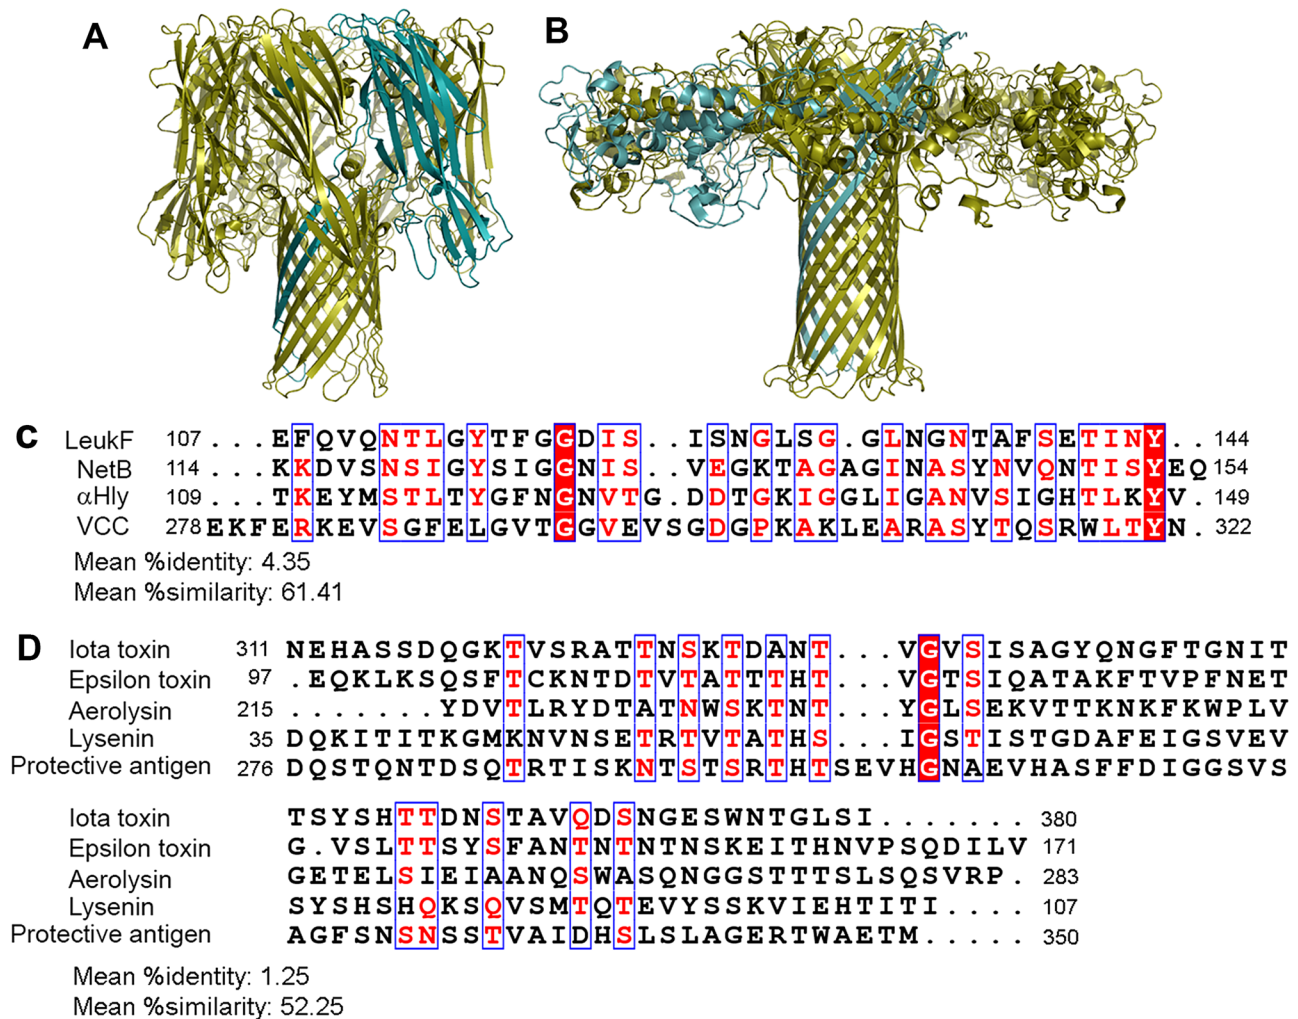 A
B
C
LeukF 107 ...EFQVQNTLGYTFGGDIS..ISNGLSG.GLNGNTAFSETINY.. 144
NetB 114 ...KKDVSNSIGYSIGGNIS..VEGKTAGAGINASYNVQNTISYEQ 154
αHly 109 ...TKEYMSTLTYGFNGNVTG.DDTGKIGGLIGANVSIGHTLKYV. 149
VCC 278 EKFERKEVSGFELGVTGGVEVSGDGPKAKLEARASYTQSRWLTYN. 322
Mean %identity: 4.35
Mean %similarity: 61.41
D
Iota toxin 311 NEHASSDQGKTVSRATTNSKTDANT...VGVSISAGYQNGFTGNIT
Epsilon toxin 97 .EQKLKSQSFTCKNTDTVTATTTHT...VGTSIQATAKFTVPFNET
Aerolysin 215 .......YDVTLRYDTATNWSKTNT...YGLSEKVTTKNKFKWPLV
Lysenin 35 DQKITITKGMKNVNSETRTVTATHS...IGSTISTGDAFEIGSVEV
Protective antigen 276 DQSTQNTDSQTRTISKNTSTSRTHTSEVHGNAEVHASFFDIGGSVS
Iota toxin TSYSHTTDNSTAVQDSNGESWNTGLSI....... 380
Epsilon toxin G.VSLTTSYSFANTNTNTNSKEITHNVPSQDILV 171
Aerolysin GETELSIEIAANQSWASQNGGSTTTSLSQSVRP. 283
Lysenin SYSHSHQKSQVSMTQTEVYSSKVIEHTITI.... 107
Protective antigen AGFSNSNSSTVAIDHSLSLAGERTWAETM..... 350
Mean %identity: 1.25
Mean %similarity: 52.25